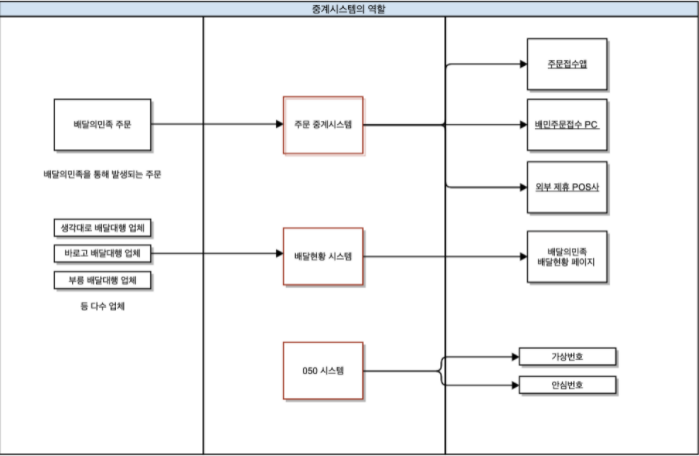 중계시스템의 역할
배달의민족 주문
배달의민족을 통해 발생되는 주문
생각대로 배달대행 업체
바로고 배달대행 업체
부릉 배달대행 업체
등 다수 업체
주문 중계시스템
배달현황 시스템
050 시스템
주문접수앱
배민주문접수 PC
외부 제휴 POS사
배달의민족
배달현황 페이지
가상번호
안심번호